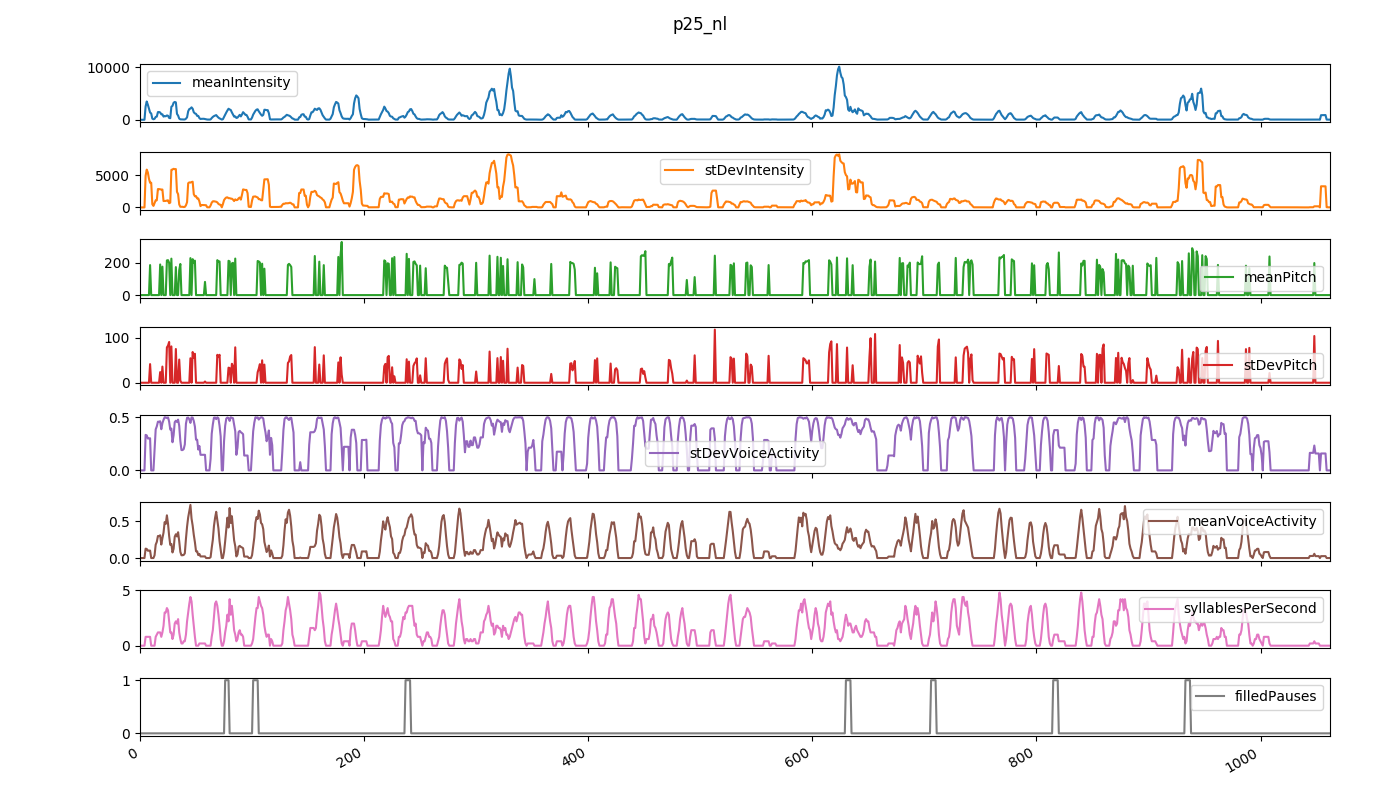 p25_nl
10000
0
meanIntensity
5000
0
stDevIntensity
200
0
meanPitch
100
0
stDevPitch
0.5
0.0
stDevVoiceActivity
0.5
0.0
meanVoiceActivity
5
0
syllablesPerSecond
1
0
filledPauses
0
200
400
600
800
1000